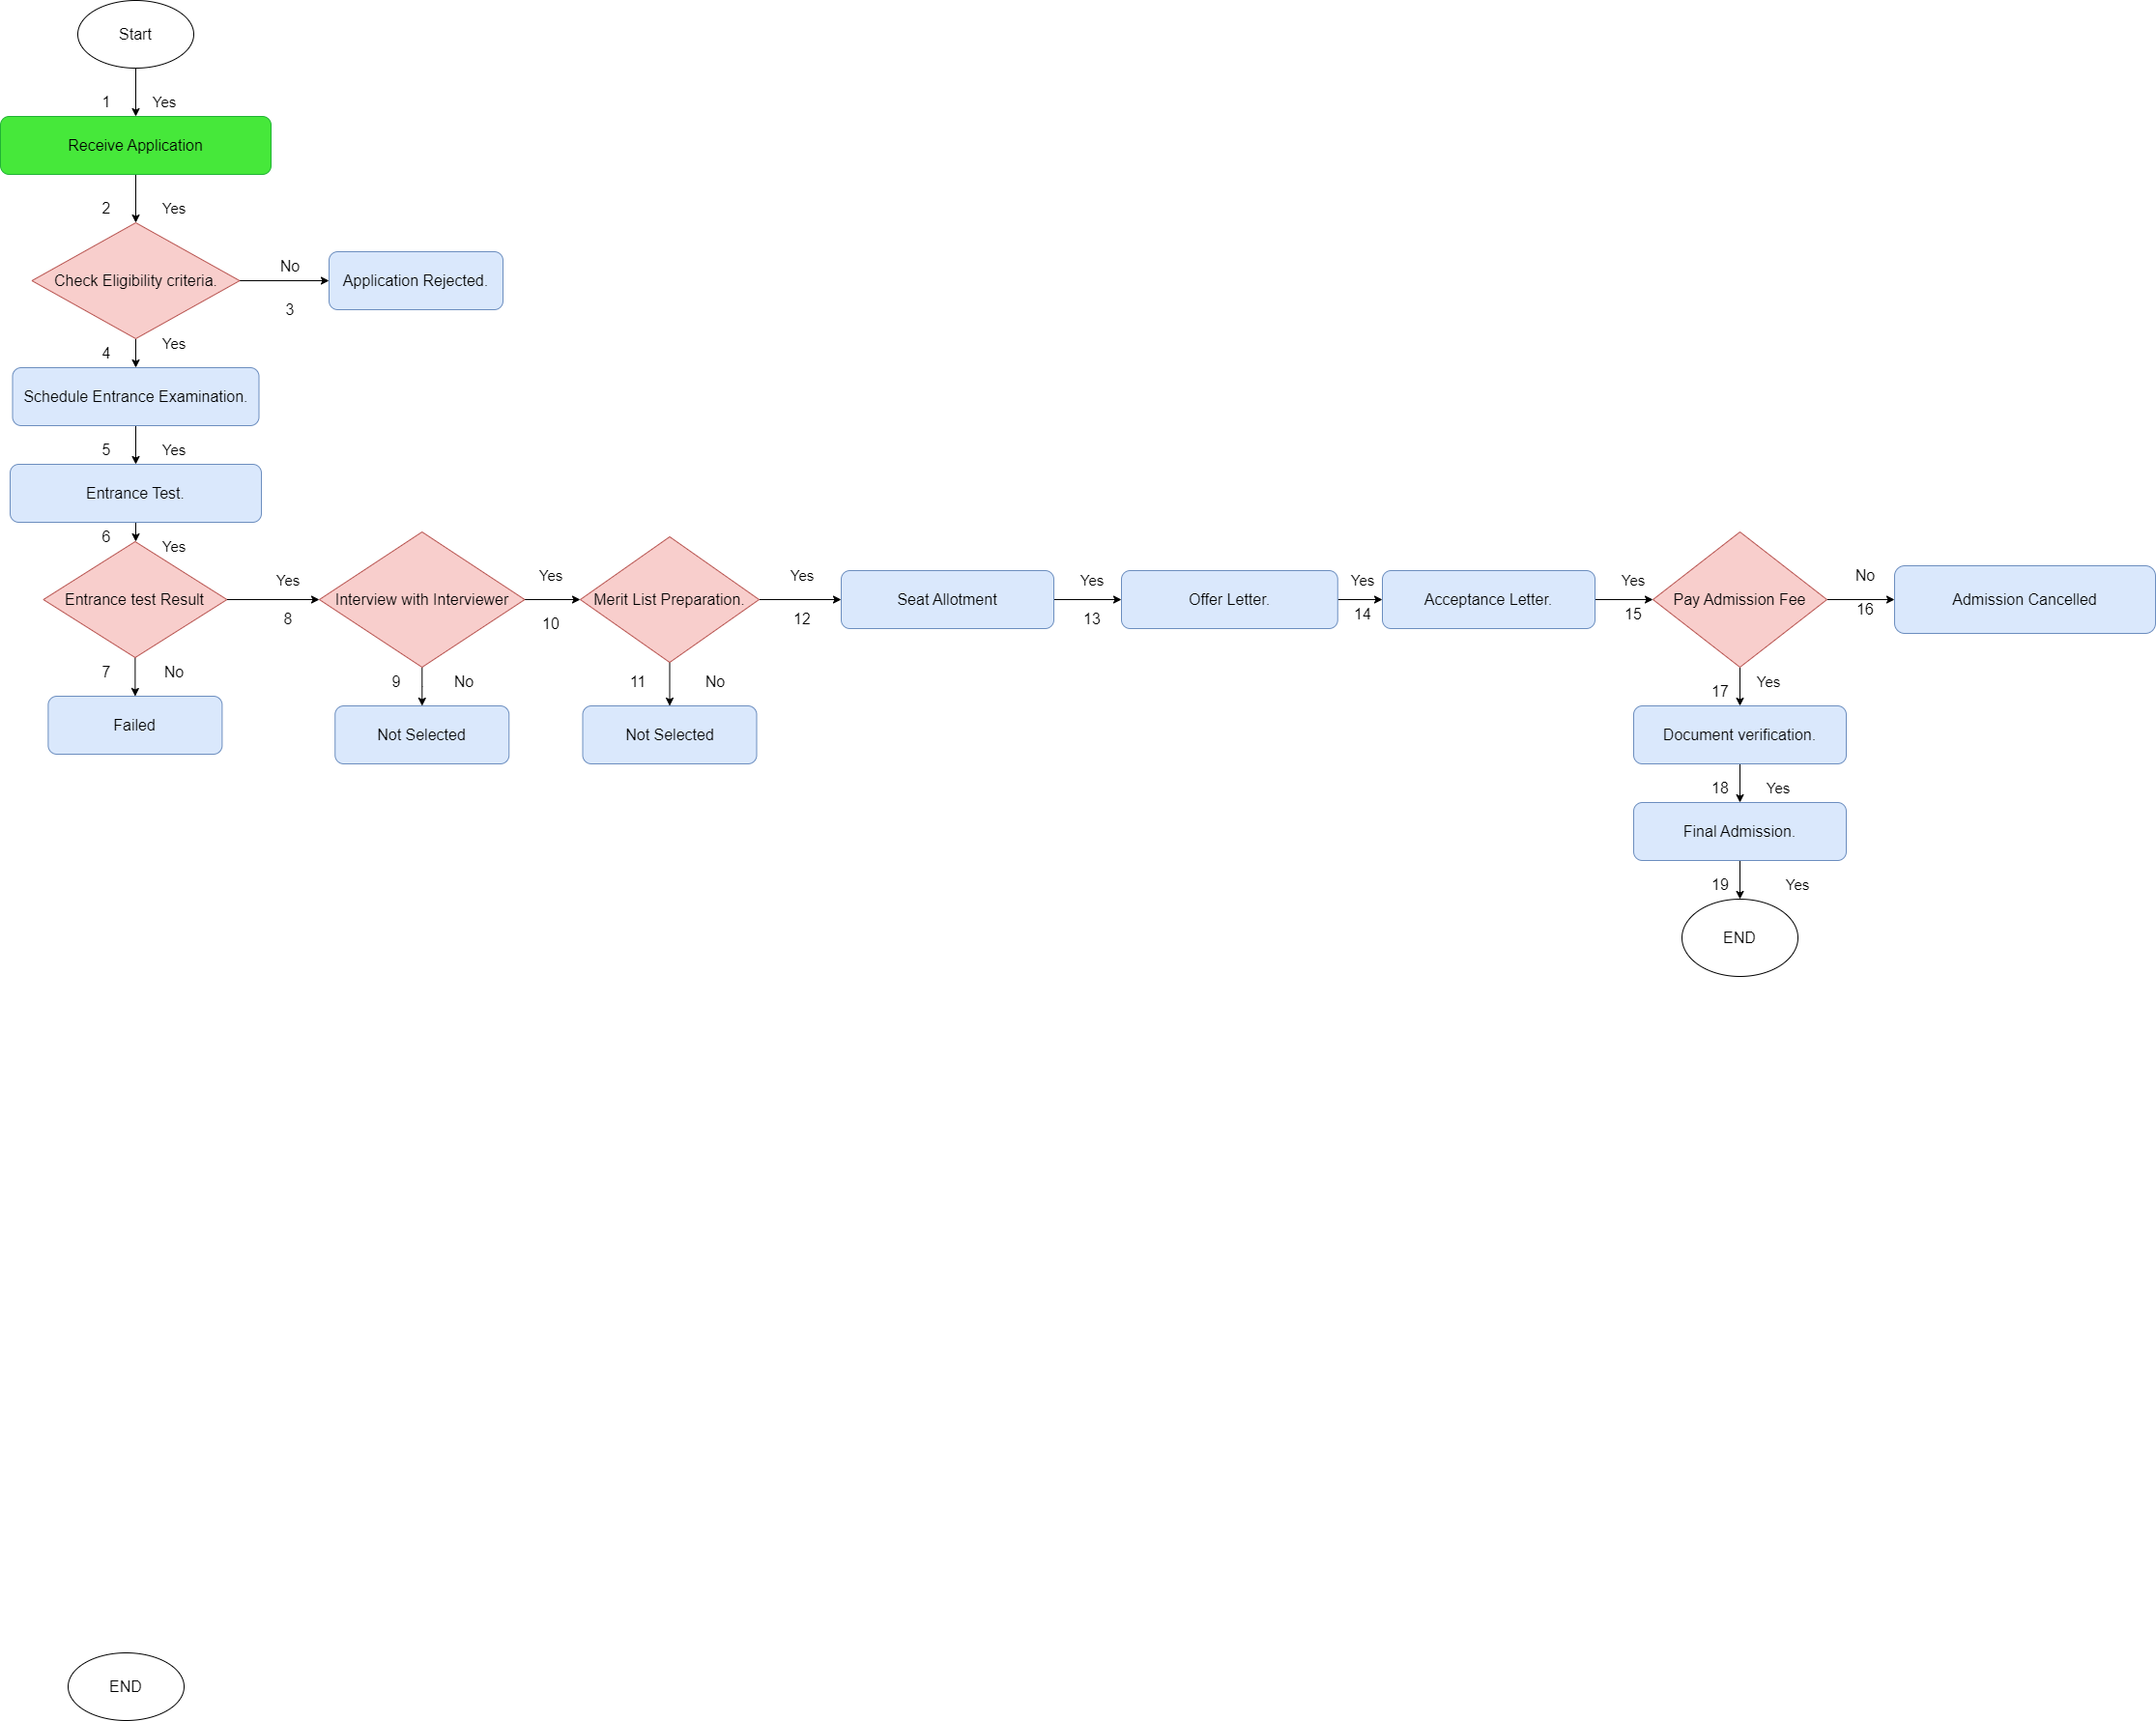 Start
1
Yes
Receive Application
2
Yes
Check Eligibility criteria.
No
3
Application Rejected.
4
Yes
Schedule Entrance Examination.
5
Yes
Entrance Test.
6
Yes
Entrance test Result
Yes
8
Interview with Interviewer
Yes
10
Merit List Preparation.
Yes
12
Seat Allotment
Yes
13
Offer Letter.
Yes
14
Acceptance Letter.
Yes
15
Pay Admission Fee
No
16
Admission Cancelled
7
No
Failed
9
No
Not Selected
11
No
Not Selected
17
Yes
Document verification.
18
Yes
Final Admission.
19
Yes
END
END